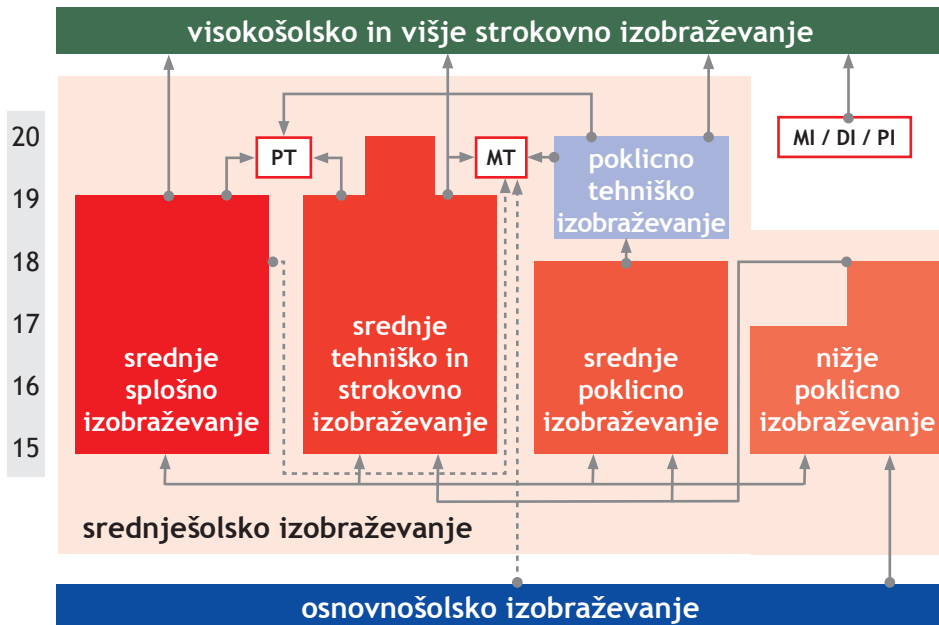 visokošolsko in višje strokovno izobraževanje
20
19
18
17
16
15
PT
MT
MI / DI / PI
poklicno
tehniško
izobraževanje
srednje
splošno
izobraževanje
srednje
tehniško in
strokovno
izobraževanje
srednje
poklicno
izobraževanje
nižje
poklicno
izobraževanje
srednješolsko izobraževanje
osnovnošolsko izobraževanje